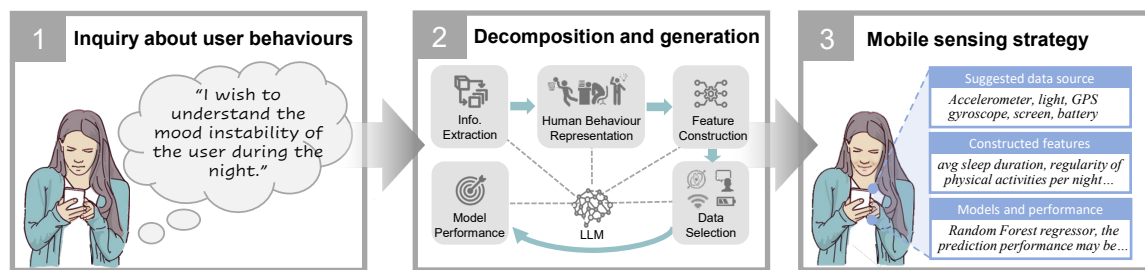 1
Inquiry about user behaviours
“I wish to
understand the
mood instability of
the user during the
night.”
2
Decomposition and generation
Info.
Extraction
Human Behaviour
Representation
Feature
Construction
Model
Performance
LLM
Data
Selection
3
Mobile sensing strategy
Suggested data source
Accelerometer, light, GPS
gyroscope, screen, battery
Constructed features
avg sleep duration, regularity of
physical activities per night…
Models and performance
Random Forest regressor, the
prediction performance may be…